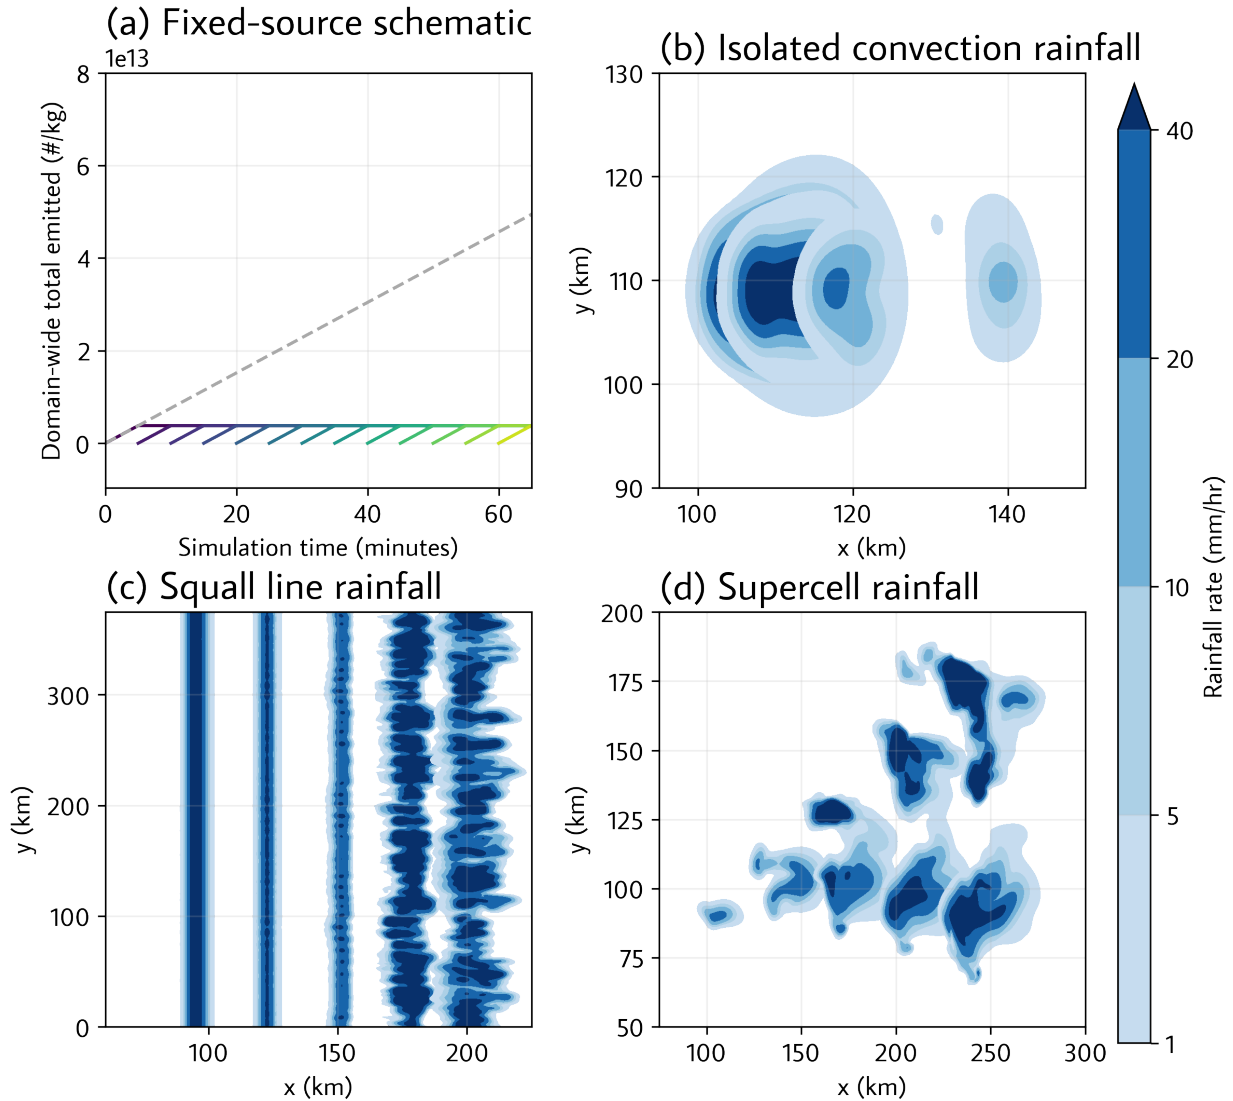 (a) Fixed-source schematic
1e13
8
6
4
2
0
0 20 40 60
Domain-wide total emitted (#/kg)
Simulation time (minutes)
(b) Isolated convection rainfall
130
120
110
100
90
100 120 140
y (km)
x (km)
(c) Squall line rainfall
300
200
100
0
100 150 200
y (km)
x (km)
(d) Supercell rainfall
200
175
150
125
100
75
50
100 150 200 250 300
y (km)
x (km)
40
20
10
5
1
Rainfall rate (mm/hr)